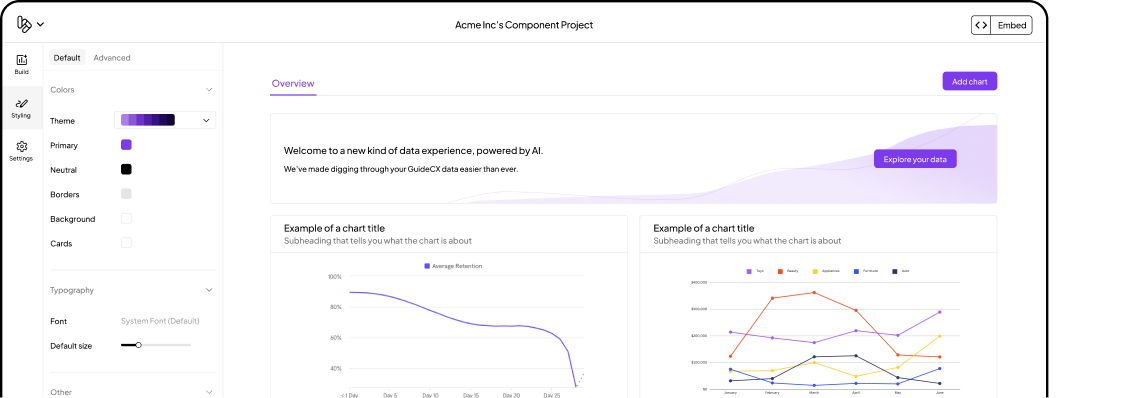 Acme Inc's Component Project
Embed
Build
Styling
Settings
Default Advanced
Colors
Theme
Primary
Neutral
Borders
Background
Cards
Typography
Font System Font (Default)
Default size
Other
Overview
Add chart
Welcome to a new kind of data experience, powered by AI.
We've made digging through your GuideCX data easier than ever.
Explore your data
Example of a chart title
Subheading that tells you what the chart is about
Average Retention
100%
80%
60%
40%
< 1 Day Day 5 Day 10 Day 15 Day 20 Day 25
Example of a chart title
Subheading that tells you what the chart is about
Toys Beauty Appliances Furniture Auto
$400,000
$200,000
$100,000
$0
January February March April May June